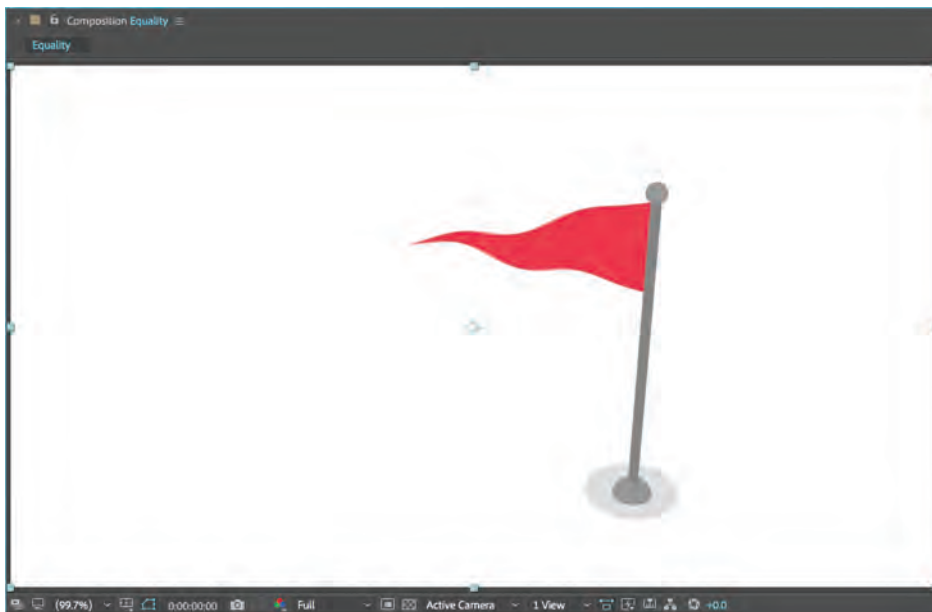 Composition Equality
Equality
(99.7%) 0:00:00:00 Full Active Camera 1 View +0.0